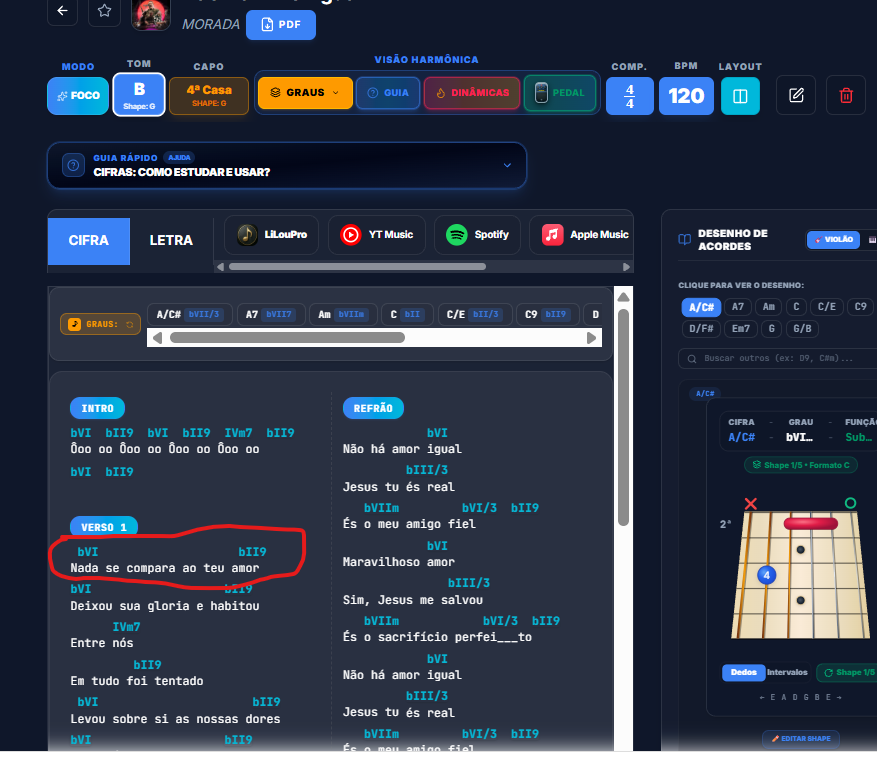 MORADA
PDF
MODO
FOCO
TOM
B
Shape: G
CAPO
4ª Casa
SHAPE: G
VISÃO HARMÔNICA
GRAUS
GUIA
DINÂMICAS
PEDAL
COMP.
4
4
BPM
120
LAYOUT
GUIA RÁPIDO AJUDA
CIFRAS: COMO ESTUDAR E USAR?
CIFRA
LETRA
LiLouPro
YT Music
Spotify
Apple Music
GRAUS:
A/C# bVII/3
A7 bVII7
Am bVIIm
C bII
C/E bII/3
C9 bII9
D
INTRO
bVI bII9 bVI bII9 IVm7 bII9
Ôoo oo Ôoo oo Ôoo oo Ôoo oo
bVI bII9
VERSO 1
bVI bII9
Nada se compara ao teu amor
bVI bII9
Deixou sua gloria e habitou
IVm7
Entre nós
bII9
Em tudo foi tentado
bVI bII9
Levou sobre si as nossas dores
bVI bII9
REFRÃO
bVI
Não há amor igual
bIII/3
Jesus tu és real
bVIIm bVI/3 bII9
És o meu amigo fiel
bVI
Maravilhoso amor
bIII/3
Sim, Jesus me salvou
bVIIm bVI/3 bII9
És o sacrifício perfei___to
bVI
Não há amor igual
bIII/3
Jesus tu és real
bVIIm bVI/3 bII9
És o meu amigo fiel
DESENHO DE
ACORDES
VIOLÃO
CLIQUE PARA VER O DESENHO:
A/C# A7 Am C C/E C9
D/F# Em7 G G/B
Buscar outros (ex: D9, C#m)...
A/C#
CIFRA - GRAU - FUNÇÃ
A/C# - bVI… - Sub…
Shape 1/5 • Formato C
2ª
4
Dedos
Intervalos
Shape 1/5
← E A D G B E →
EDITAR SHAPE